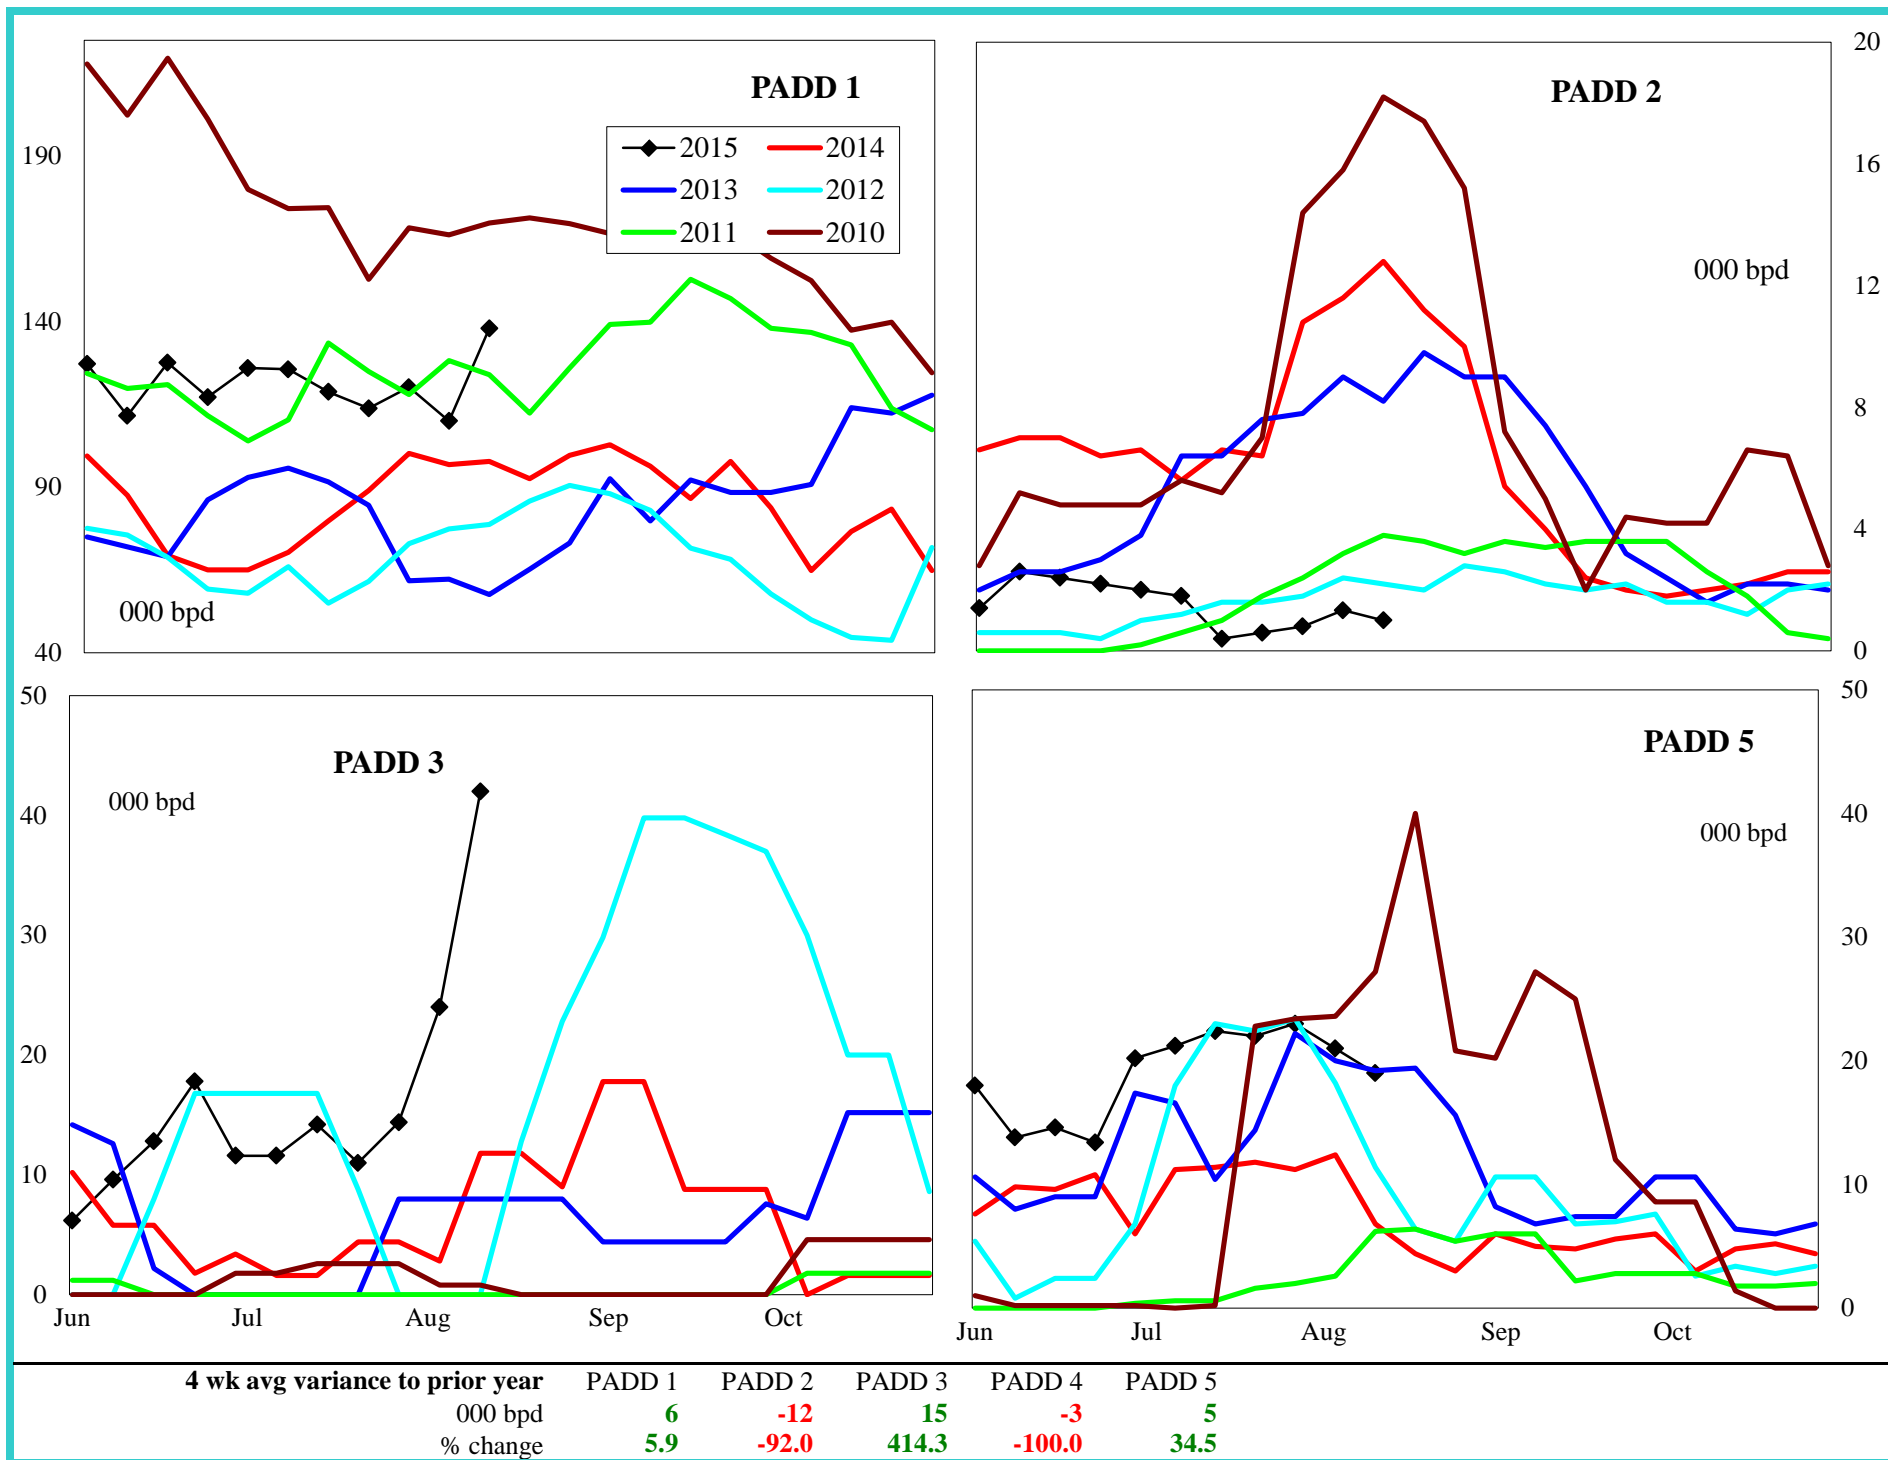 PADD 1
190
140
90
40
2015 2014
2013 2012
2011 2010
000 bpd
PADD 2
20
16
12
8
4
0
000 bpd
PADD 3
000 bpd
50
40
30
20
10
0
Jun Jul Aug Sep Oct
PADD 5
000 bpd
50
40
30
20
10
0
Jun Jul Aug Sep Oct
4 wk avg variance to prior year PADD 1 PADD 2 PADD 3 PADD 4 PADD 5
000 bpd 6 -12 15 -3 5
% change 5.9 -92.0 414.3 -100.0 34.5